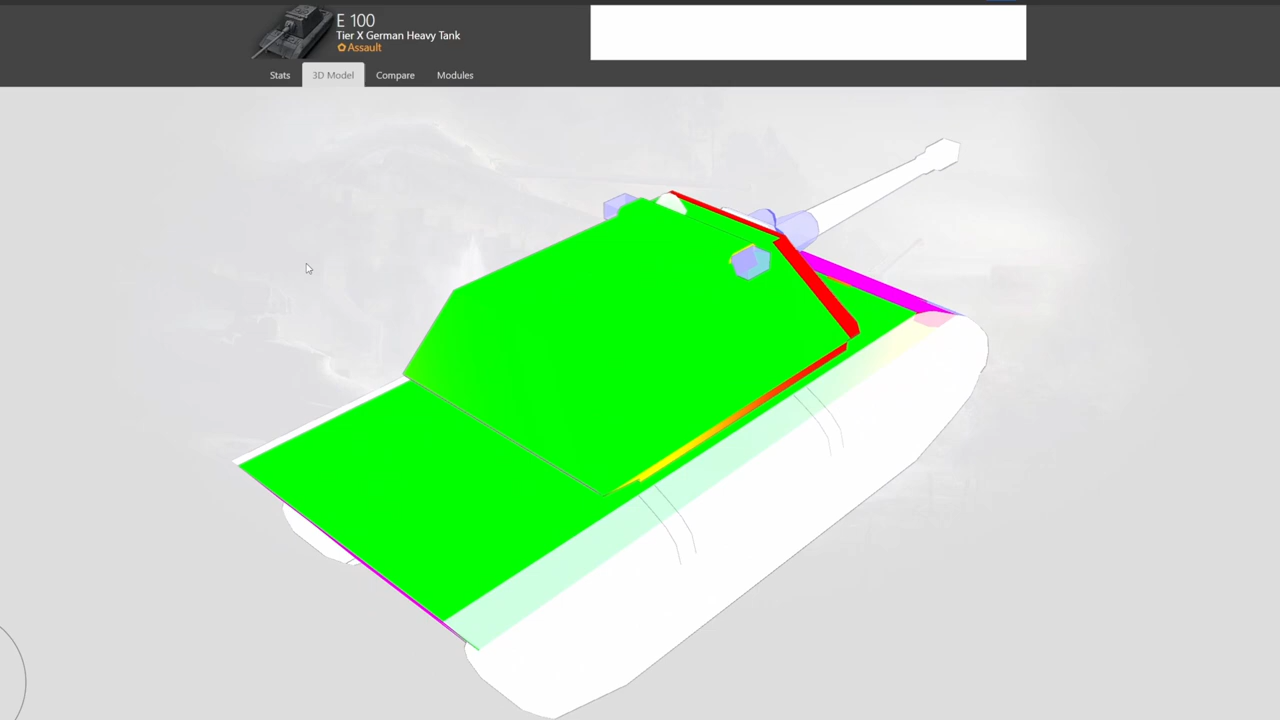 E 100
Tier X German Heavy Tank
Assault
Stats 3D Model Compare Modules